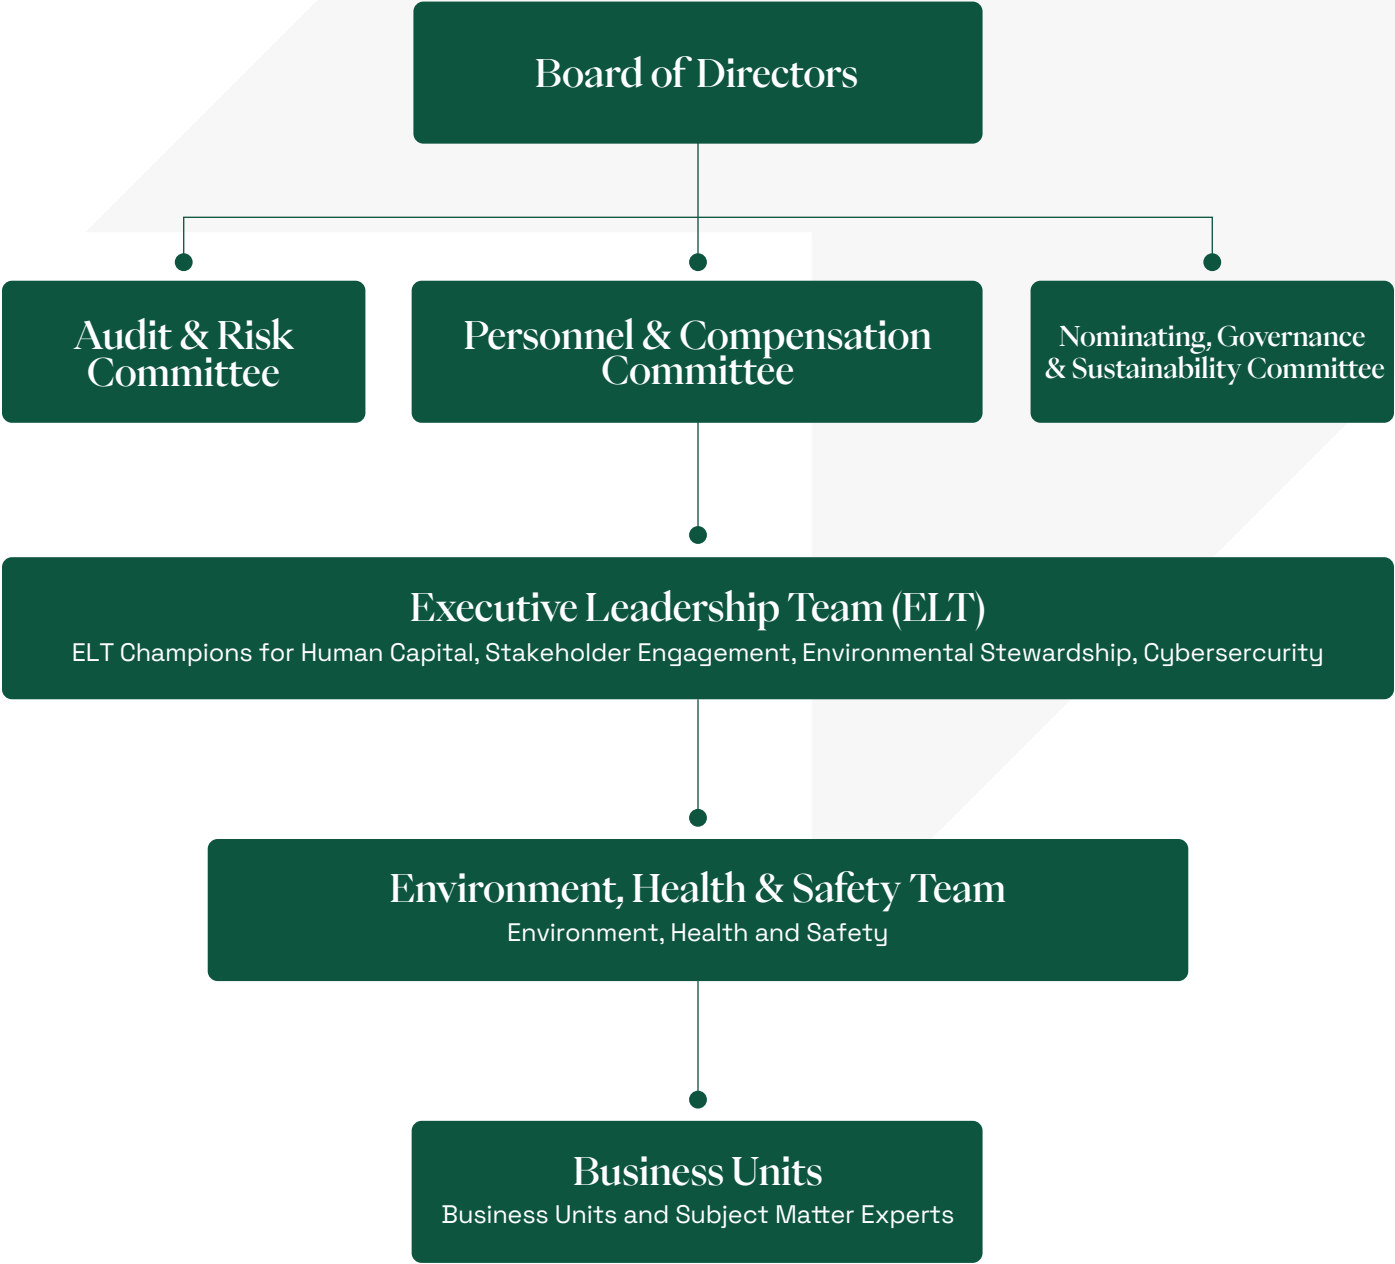 Board of Directors
Audit & Risk
Committee
Personnel & Compensation
Committee
Nominating, Governance
& Sustainability Committee
Executive Leadership Team (ELT)
ELT Champions for Human Capital, Stakeholder Engagement, Environmental Stewardship, Cybersercurity
Environment, Health & Safety Team
Environment, Health and Safety
Business Units
Business Units and Subject Matter Experts